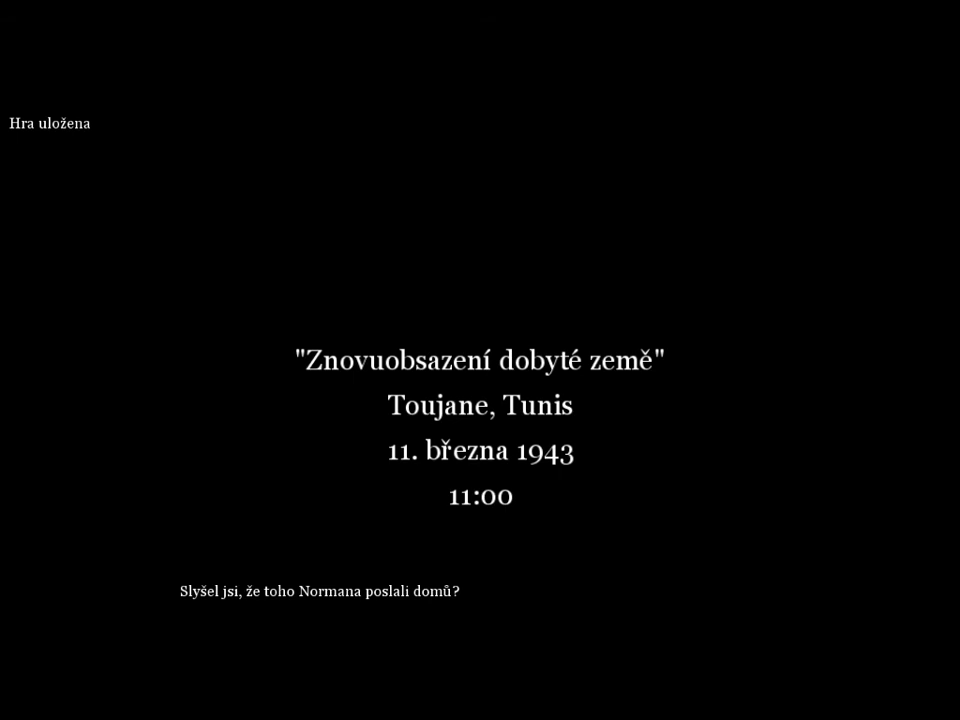 Hra uložena
"Znovuobsazení dobyté země"
Toujane, Tunis
11. března 1943
11:00
Slyšel jsi, že toho Normana poslali domů?